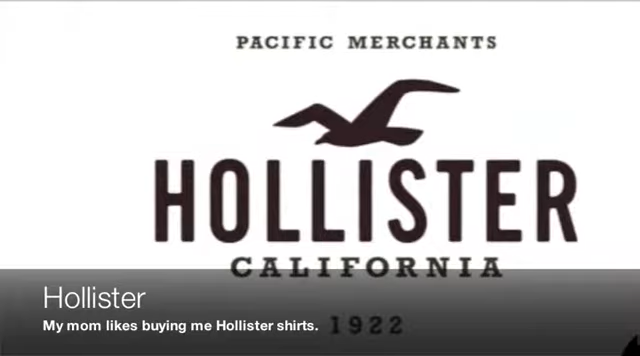 PACIFIC MERCHANTS
HOLLISTER
CALIFORNIA
Hollister
My mom likes buying me Hollister shirts.
1922